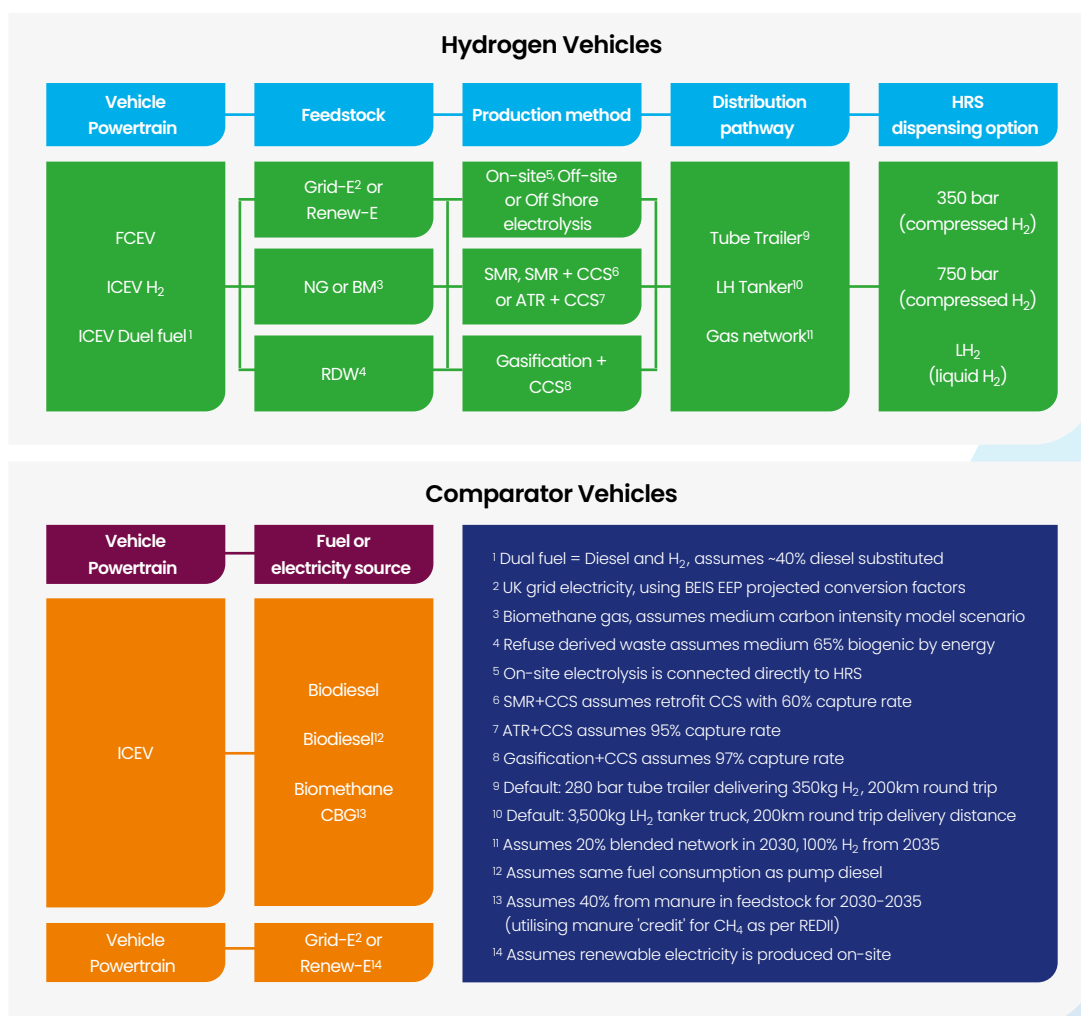 Hydrogen Vehicles
Vehicle
Powertrain
Feedstock
Production method
Distribution
pathway
HRS
dispensing option
FCEV
ICEV H₂
ICEV Duel fuel¹
Grid-E² or
Renew-E
NG or BM³
RDW⁴
On-site⁵, Off-site
or Off Shore
electrolysis
SMR, SMR + CCS⁶
or ATR + CCS⁷
Gasification +
CCS⁸
Tube Trailer⁹
LH Tanker¹⁰
Gas network¹¹
350 bar
(compressed H₂)
750 bar
(compressed H₂)
LH₂
(liquid H₂)
Comparator Vehicles
Vehicle
Powertrain
Fuel or
electricity source
ICEV
Biodiesel
Biodiesel¹²
Biomethane
CBG¹³
Vehicle
Powertrain
Grid-E² or
Renew-E¹⁴
¹ Dual fuel = Diesel and H₂, assumes ~40% diesel substituted
² UK grid electricity, using BEIS EEP projected conversion factors
³ Biomethane gas, assumes medium carbon intensity model scenario
⁴ Refuse derived waste assumes medium 65% biogenic by energy
⁵ On-site electrolysis is connected directly to HRS
⁶ SMR+CCS assumes retrofit CCS with 60% capture rate
⁷ ATR+CCS assumes 95% capture rate
⁸ Gasification+CCS assumes 97% capture rate
⁹ Default: 280 bar tube trailer delivering 350kg H₂, 200km round trip
¹⁰ Default: 3,500kg LH₂ tanker truck, 200km round trip delivery distance
¹¹ Assumes 20% blended network in 2030, 100% H₂ from 2035
¹² Assumes same fuel consumption as pump diesel
¹³ Assumes 40% from manure in feedstock for 2030-2035
(utilising manure 'credit' for CH₄ as per REDII)
¹⁴ Assumes renewable electricity is produced on-site